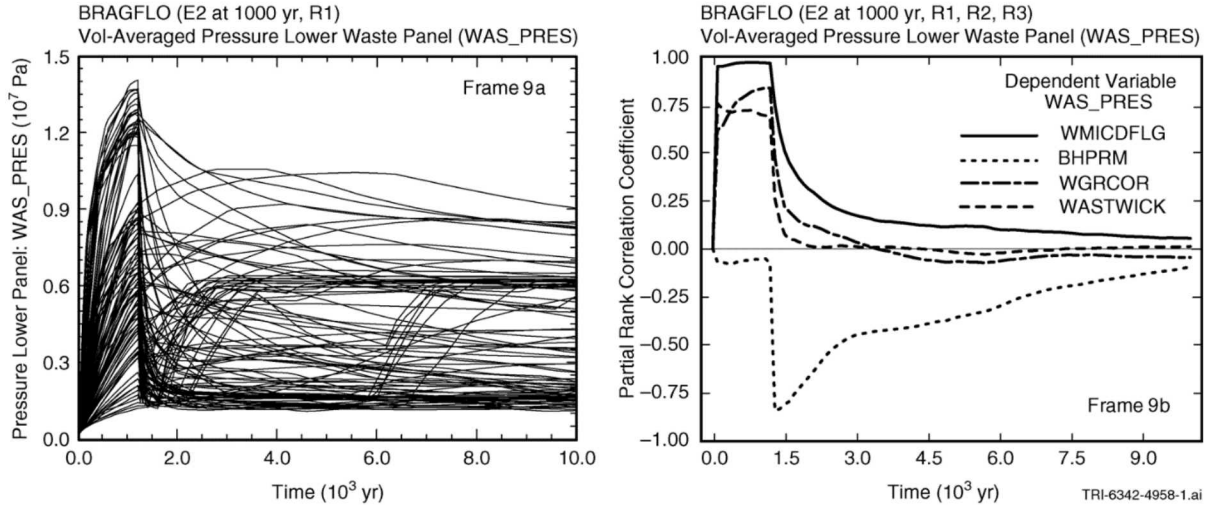 BRAGFLO (E2 at 1000 yr, R1)
Vol-Averaged Pressure Lower Waste Panel (WAS_PRES)
Pressure Lower Panel: WAS_PRES (10⁷ Pa)
1.5
1.2
0.9
0.6
0.3
0.0
Frame 9a
0.0
2.0
4.0
6.0
8.0
10.0
Time (10³ yr)
BRAGFLO (E2 at 1000 yr, R1, R2, R3)
Vol-Averaged Pressure Lower Waste Panel (WAS_PRES)
Partial Rank Correlation Coefficient
1.00
0.75
0.50
0.25
0.00
−0.25
−0.50
−0.75
−1.00
Dependent Variable
WAS_PRES
WMICDFLG
BHPRM
WGRCOR
WASTWICK
Frame 9b
0.0
1.5
3.0
4.5
6.0
7.5
9.0
Time (10³ yr)
TRI-6342-4958-1.ai